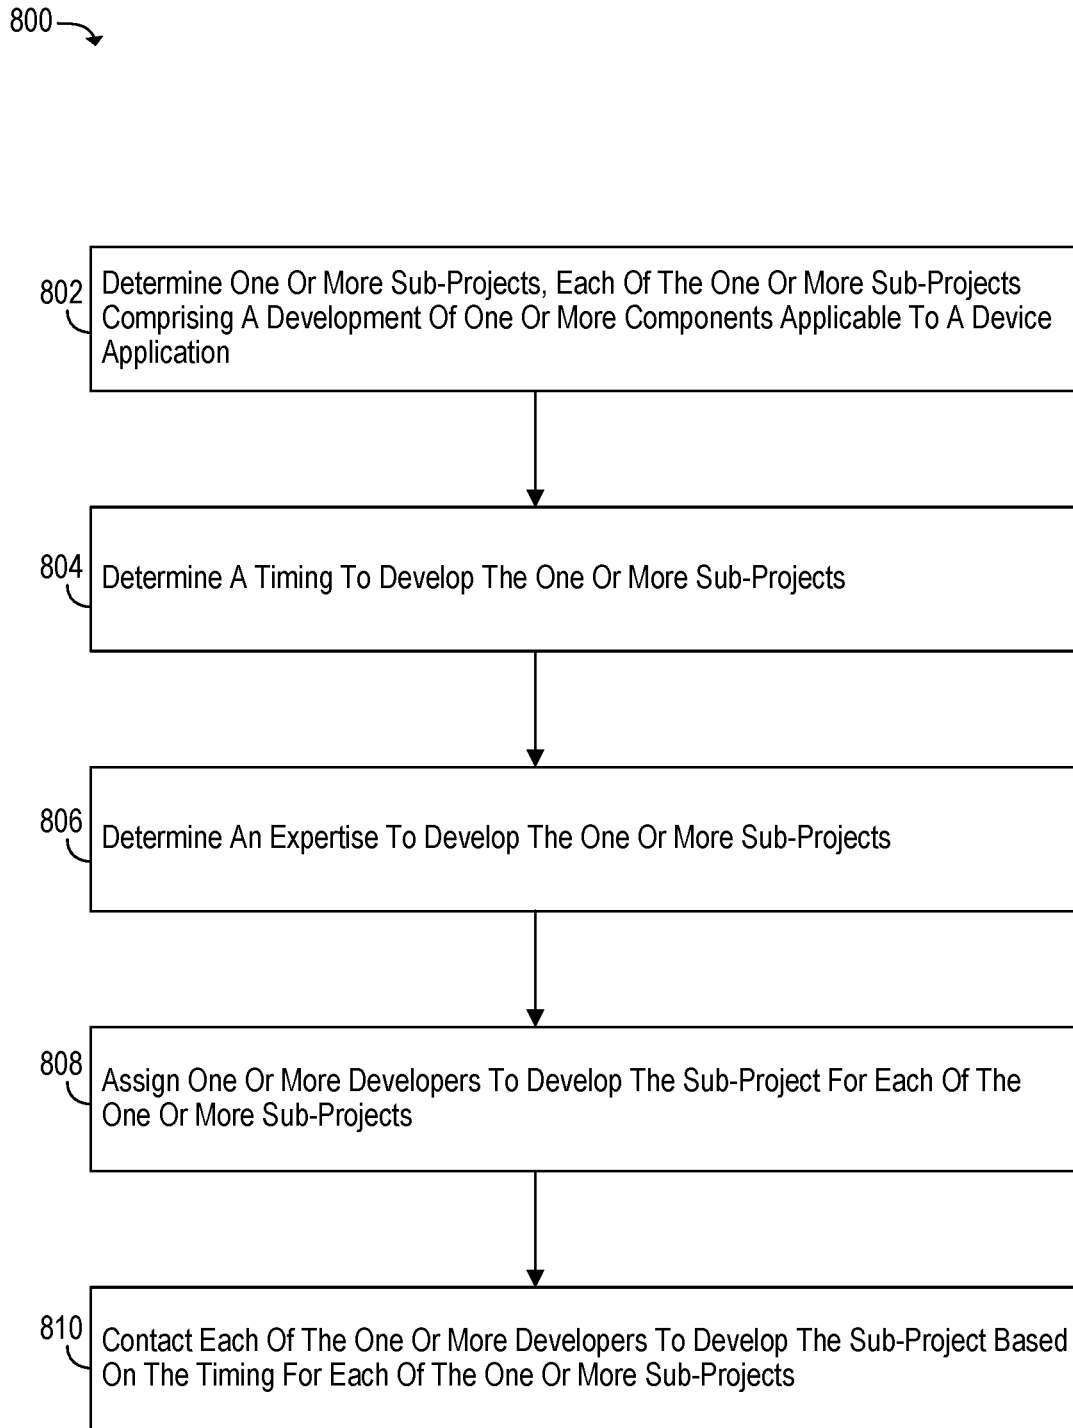 800
802
Determine One Or More Sub-Projects, Each Of The One Or More Sub-Projects
Comprising A Development Of One Or More Components Applicable To A Device
Application
804
Determine A Timing To Develop The One Or More Sub-Projects
806
Determine An Expertise To Develop The One Or More Sub-Projects
808
Assign One Or More Developers To Develop The Sub-Project For Each Of The
One Or More Sub-Projects
810
Contact Each Of The One Or More Developers To Develop The Sub-Project Based
On The Timing For Each Of The One Or More Sub-Projects